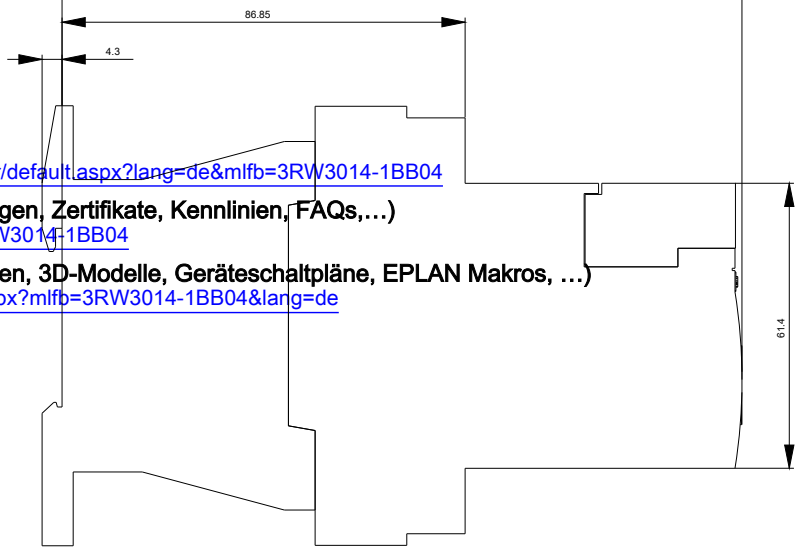 86.85
4.3
/default.aspx?lang=de&mlfb=3RW3014-1BB04
gen, Zertifikate, Kennlinien, FAQs,…)
W3014-1BB04
en, 3D-Modelle, Geräteschaltpläne, EPLAN Makros, …)
px?mlfb=3RW3014-1BB04&lang=de
61.4